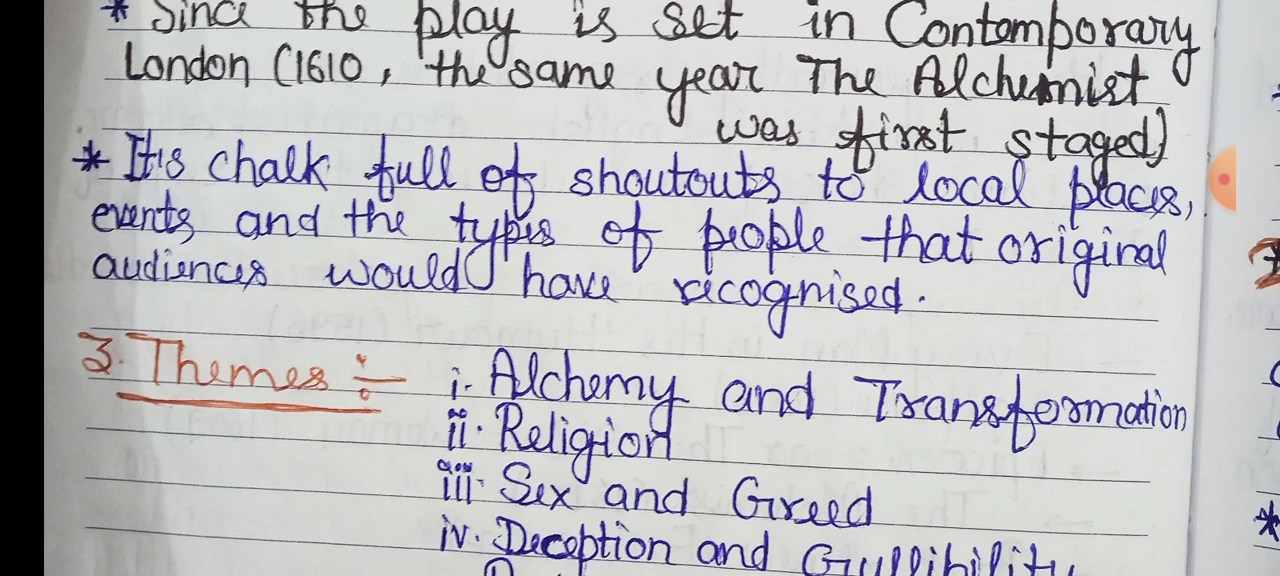 * Since the play is set in Contemporary
London (1610, the same year The Alchemist
was first staged)
* It's chalk full of shoutouts to local places,
events and the types of people that original
audiences would have recognised.
3. Themes ÷ i. Alchemy and Transformation
ii. Religion
iii. Sex and Greed
iv. Deception and Gullibility